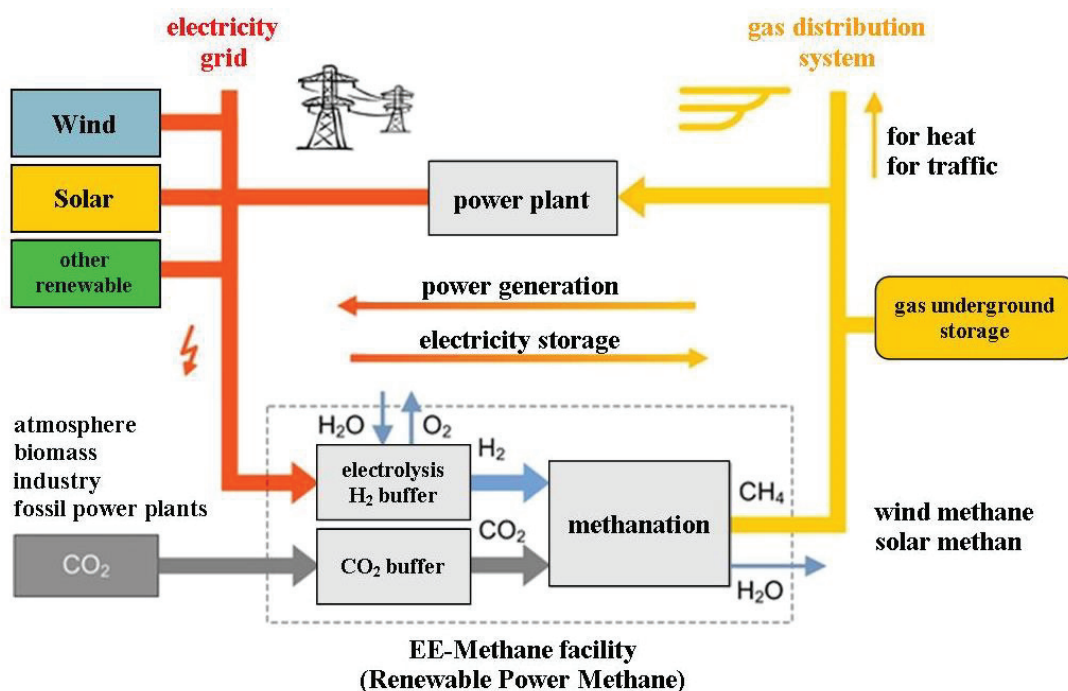 electricity
grid
gas distribution
system
Wind
Solar
other
renewable
power plant
for heat
for traffic
power generation
electricity storage
gas underground
storage
atmosphere
biomass
industry
fossil power plants
H₂O
O₂
electrolysis
H₂ buffer
H₂
CO₂
CO₂ buffer
CO₂
methanation
CH₄
H₂O
wind methane
solar methan
EE-Methane facility
(Renewable Power Methane)